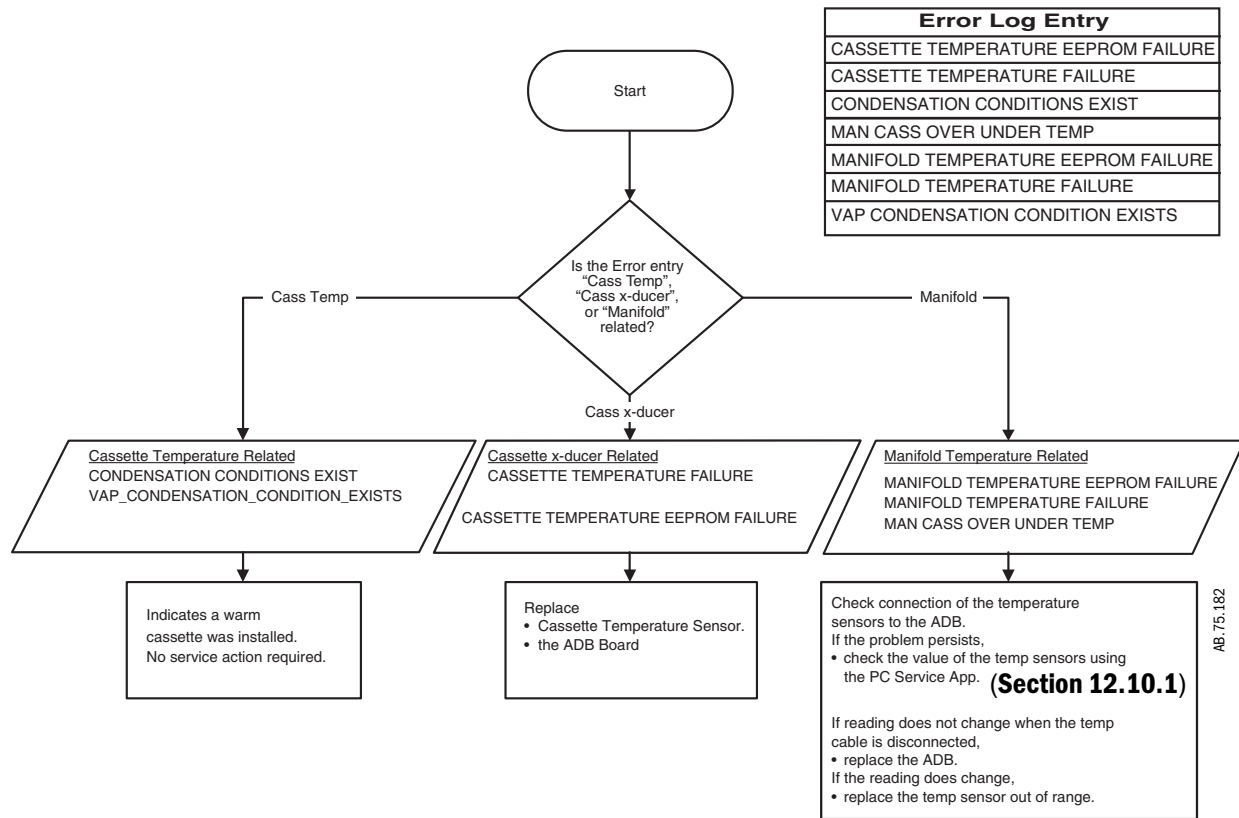 Error Log Entry
CASSETTE TEMPERATURE EEPROM FAILURE
CASSETTE TEMPERATURE FAILURE
CONDENSATION CONDITIONS EXIST
MAN CASS OVER UNDER TEMP
MANIFOLD TEMPERATURE EEPROM FAILURE
MANIFOLD TEMPERATURE FAILURE
VAP CONDENSATION CONDITION EXISTS
Start
Is the Error entry
“Cass Temp”,
“Cass x-ducer”,
or “Manifold”
related?
Cass Temp
Manifold
Cass x-ducer
Cassette Temperature Related
CONDENSATION CONDITIONS EXIST
VAP_CONDENSATION_CONDITION_EXISTS
Cassette x-ducer Related
CASSETTE TEMPERATURE FAILURE
CASSETTE TEMPERATURE EEPROM FAILURE
Manifold Temperature Related
MANIFOLD TEMPERATURE EEPROM FAILURE
MANIFOLD TEMPERATURE FAILURE
MAN CASS OVER UNDER TEMP
Indicates a warm
cassette was installed.
No service action required.
Replace
• Cassette Temperature Sensor.
• the ADB Board
Check connection of the temperature
sensors to the ADB.
If the problem persists,
• check the value of the temp sensors using
the PC Service App. (Section 12.10.1)
If reading does not change when the temp
cable is disconnected,
• replace the ADB.
If the reading does change,
• replace the temp sensor out of range.
AB.75.182